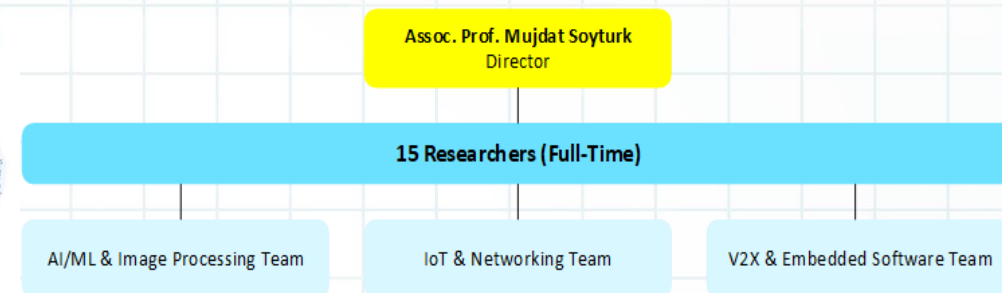 Assoc. Prof. Mujdat Soyturk
Director
15 Researchers (Full-Time)
AI/ML & Image Processing Team
IoT & Networking Team
V2X & Embedded Software Team